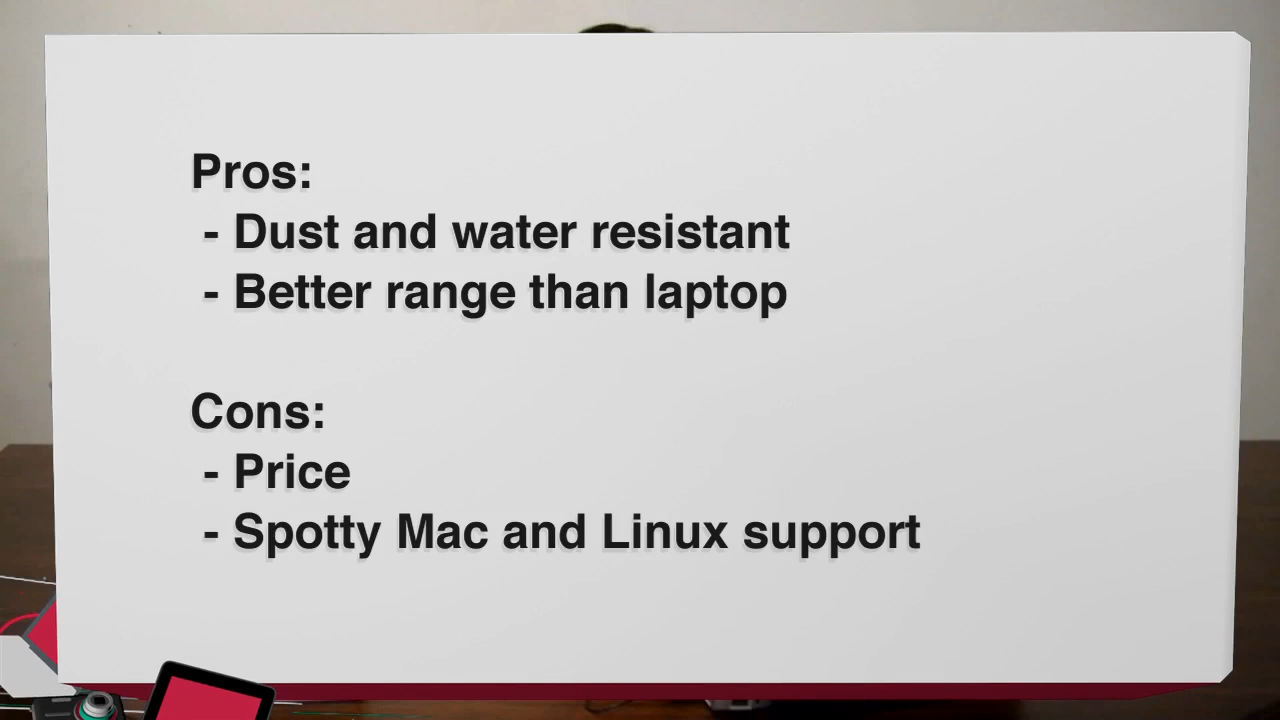 Pros:
- Dust and water resistant
- Better range than laptop
Cons:
- Price
- Spotty Mac and Linux support